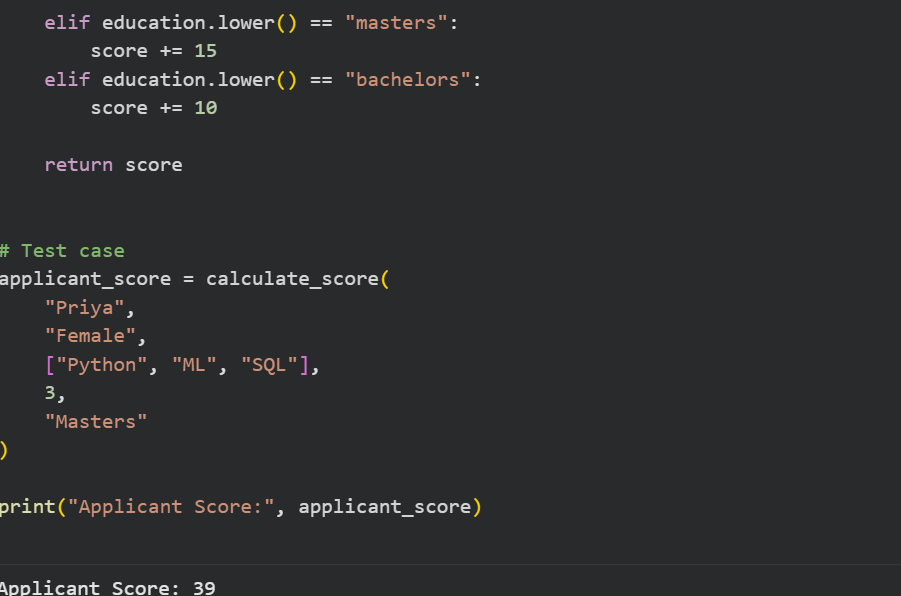 elif education.lower() == "masters":
score += 15
elif education.lower() == "bachelors":
score += 10
return score
# Test case
applicant_score = calculate_score(
"Priya",
"Female",
["Python", "ML", "SQL"],
3,
"Masters"
)
print("Applicant Score:", applicant_score)
Applicant Score: 39